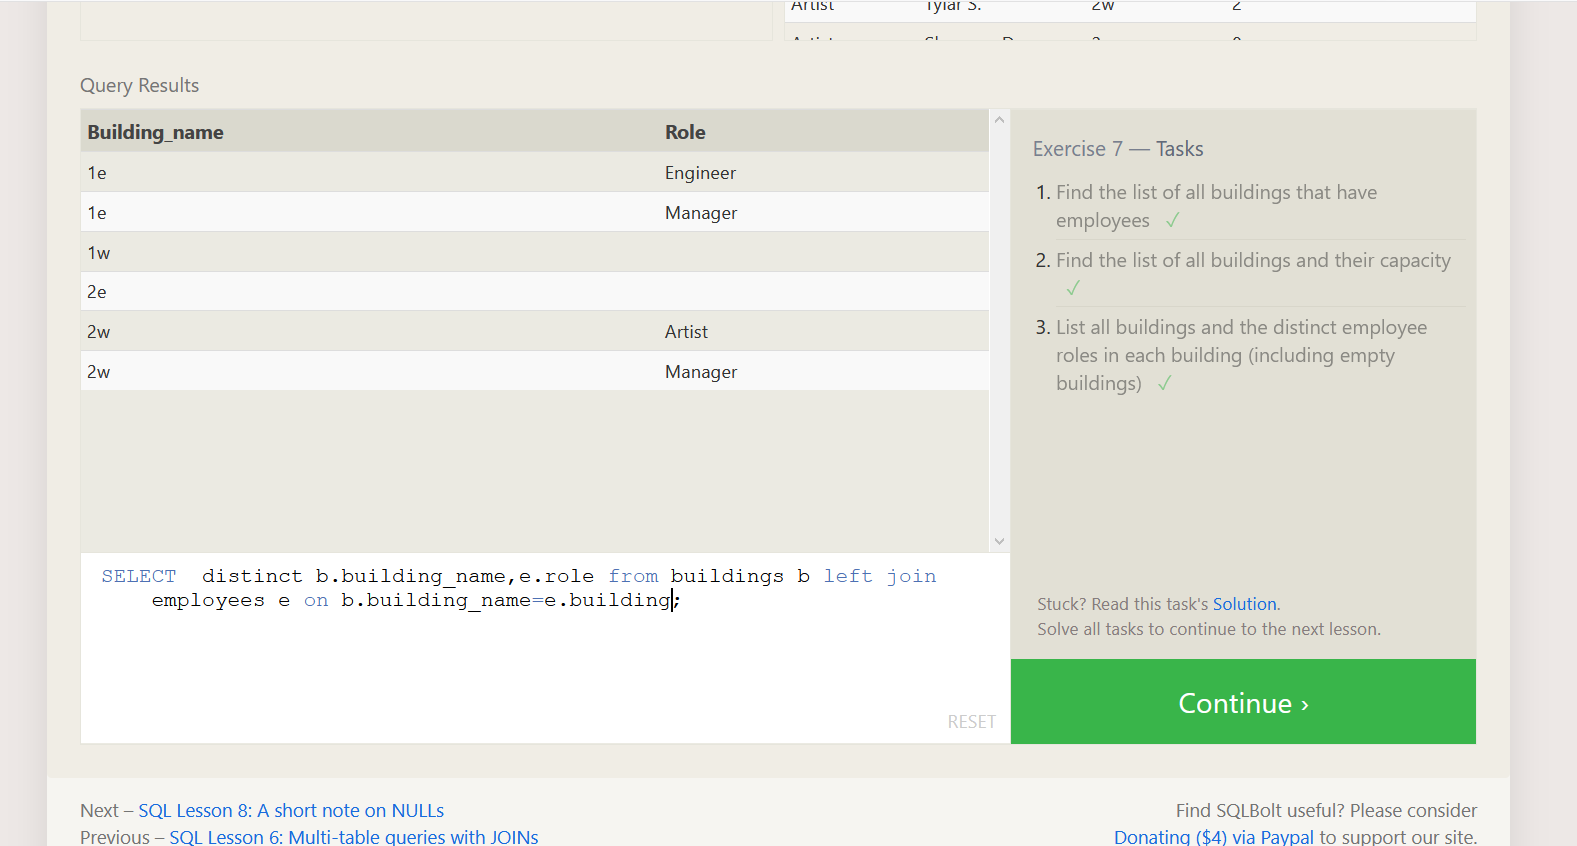 Artist Tylar S. 2w 2
Query Results
Building_name Role
1e Engineer
1e Manager
1w
2e
2w Artist
2w Manager
SELECT  distinct b.building_name,e.role from buildings b left join
employees e on b.building_name=e.building;
RESET
Exercise 7 — Tasks
1. Find the list of all buildings that have
employees ✓
2. Find the list of all buildings and their capacity
✓
3. List all buildings and the distinct employee
roles in each building (including empty
buildings) ✓
Stuck? Read this task's Solution.
Solve all tasks to continue to the next lesson.
Continue ›
Next – SQL Lesson 8: A short note on NULLs
Previous – SQL Lesson 6: Multi-table queries with JOINs
Find SQLBolt useful? Please consider
Donating ($4) via Paypal to support our site.